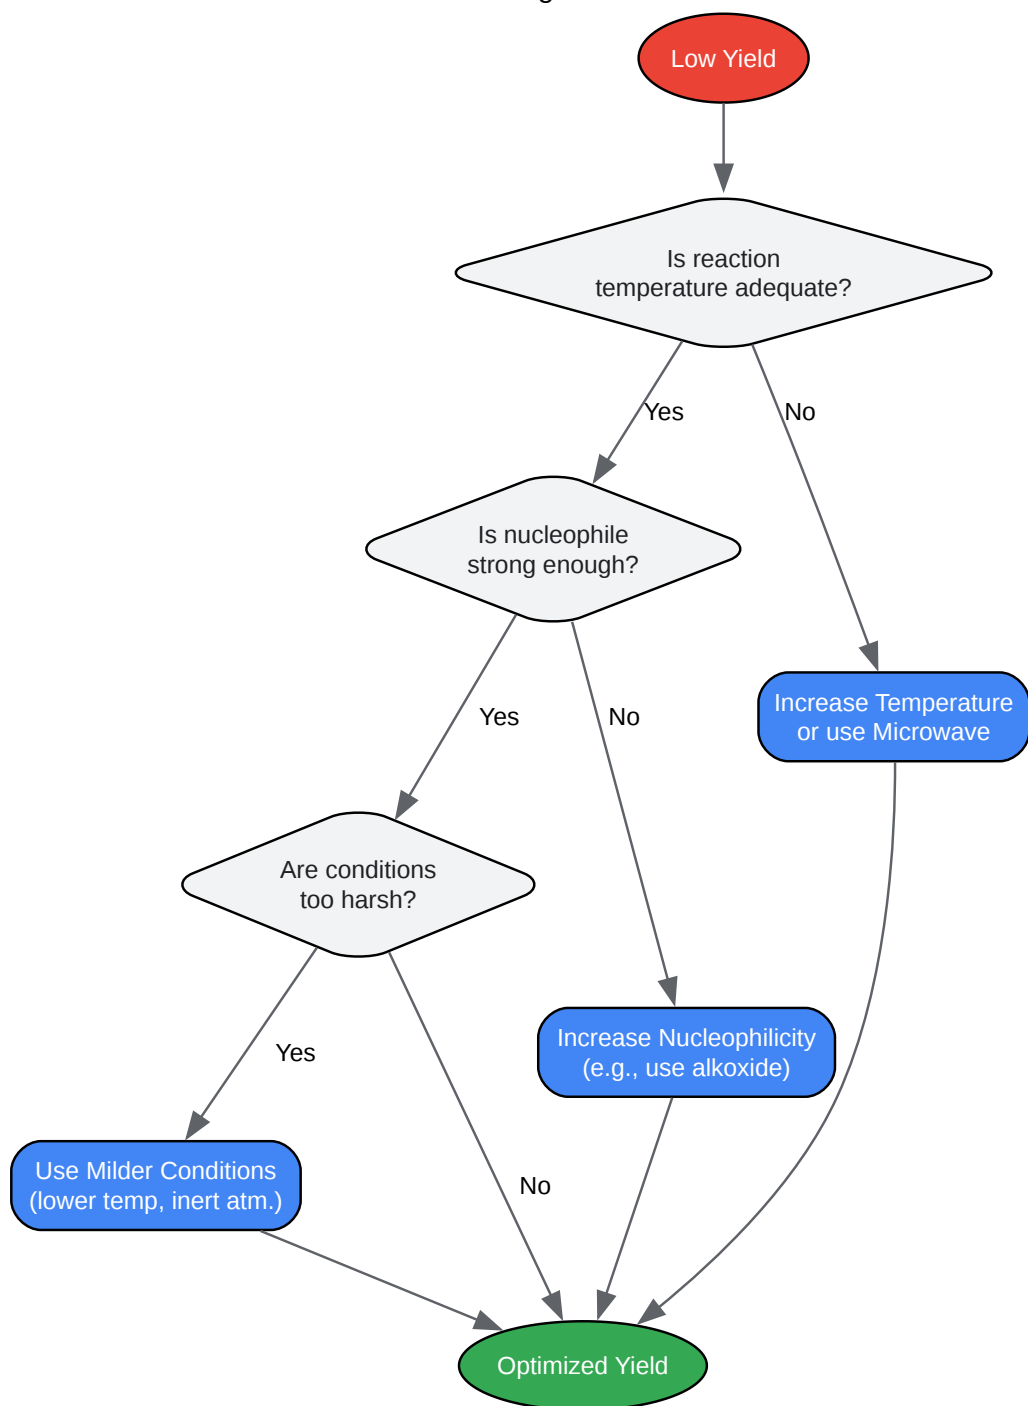 Low Yield
Is reaction
temperature adequate?
Yes
No
Is nucleophile
strong enough?
Increase Temperature
or use Microwave
Yes
No
Are conditions
too harsh?
Increase Nucleophilicity
(e.g., use alkoxide)
Yes
Use Milder Conditions
(lower temp, inert atm.)
No
Optimized Yield